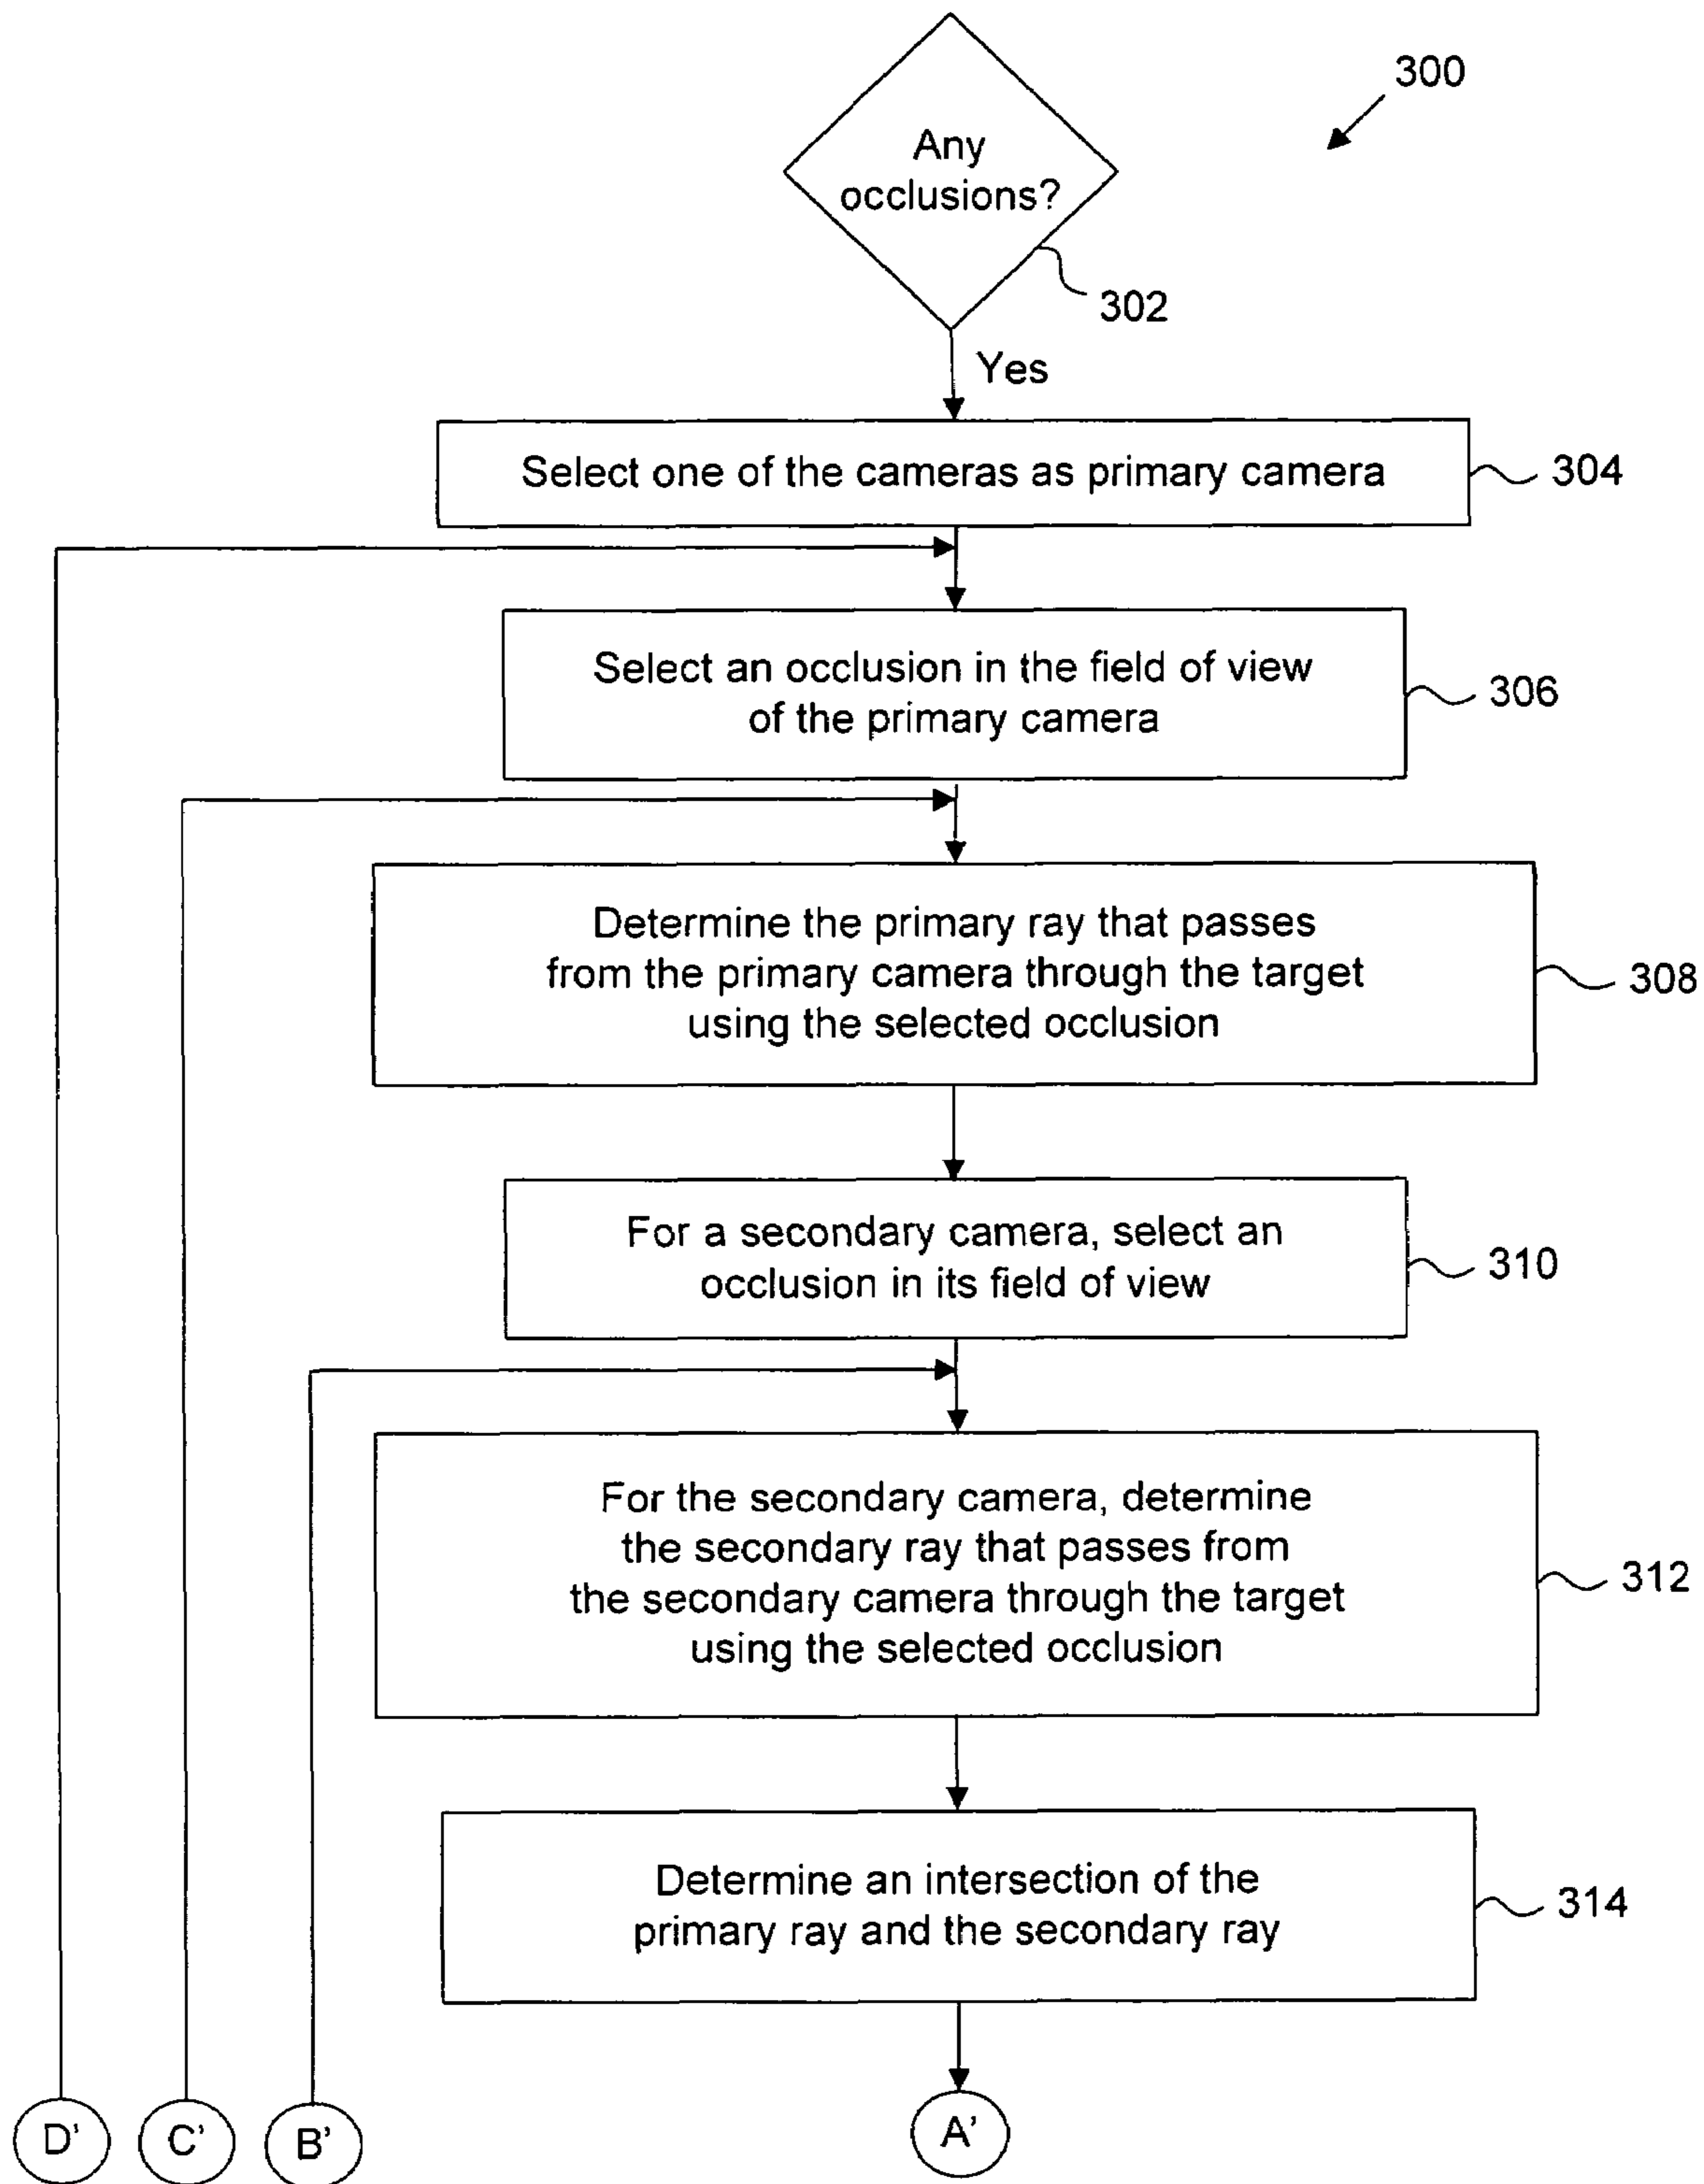 300
Any
occlusions?
302
Yes
Select one of the cameras as primary camera
304
Select an occlusion in the field of view
of the primary camera
306
Determine the primary ray that passes
from the primary camera through the target
using the selected occlusion
308
For a secondary camera, select an
occlusion in its field of view
310
For the secondary camera, determine
the secondary ray that passes from
the secondary camera through the target
using the selected occlusion
312
Determine an intersection of the
primary ray and the secondary ray
314
D'
C'
B'
A'